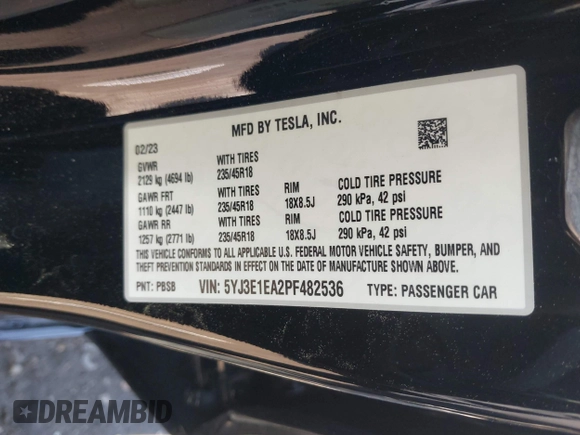 MFD BY TESLA, INC.
02/23
GVWR WITH TIRES
2129 kg (4694 lb) 235/45R18
GAWR FRT WITH TIRES RIM COLD TIRE PRESSURE
1110 kg (2447 lb) 235/45R18 18X8.5J 290 kPa, 42 psi
GAWR RR WITH TIRES RIM COLD TIRE PRESSURE
1257 kg (2771 lb) 235/45R18 18X8.5J 290 kPa, 42 psi
THIS VEHICLE CONFORMS TO ALL APPLICABLE U.S. FEDERAL MOTOR VEHICLE SAFETY, BUMPER, AND
THEFT PREVENTION STANDARDS IN EFFECT ON THE DATE OF MANUFACTURE SHOWN ABOVE.
PNT: PBSB VIN: 5YJ3E1EA2PF482536 TYPE: PASSENGER CAR
DREAMBID